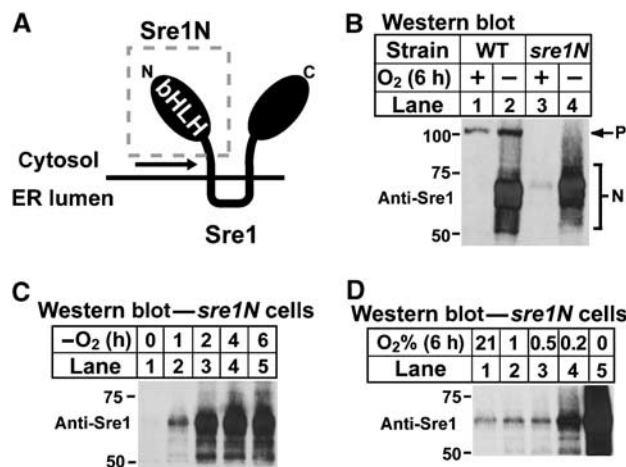 A
Sre1N
N
C
bHLH
Cytosol
ER lumen
Sre1
B Western blot
Strain WT sre1N
O2 (6 h) + – + –
Lane 1 2 3 4
100
P
75
Anti-Sre1
N
50
C
Western blot—sre1N cells
–O2 (h) 0 1 2 4 6
Lane 1 2 3 4 5
75
Anti-Sre1
50
D
Western blot—sre1N cells
O2% (6 h) 21 1 0.5 0.2 0
Lane 1 2 3 4 5
75
Anti-Sre1
50